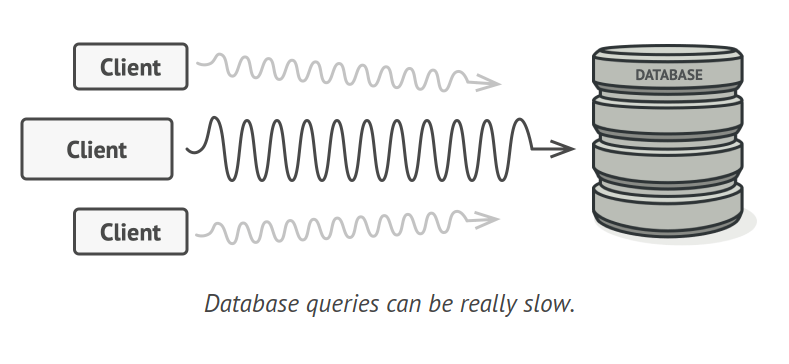 Client
DATABASE
Client
Client
Database queries can be really slow.